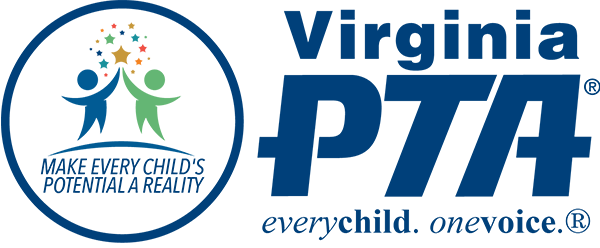 MAKE EVERY CHILD'S
POTENTIAL A REALITY
Virginia
PTA®
everychild. onevoice.®